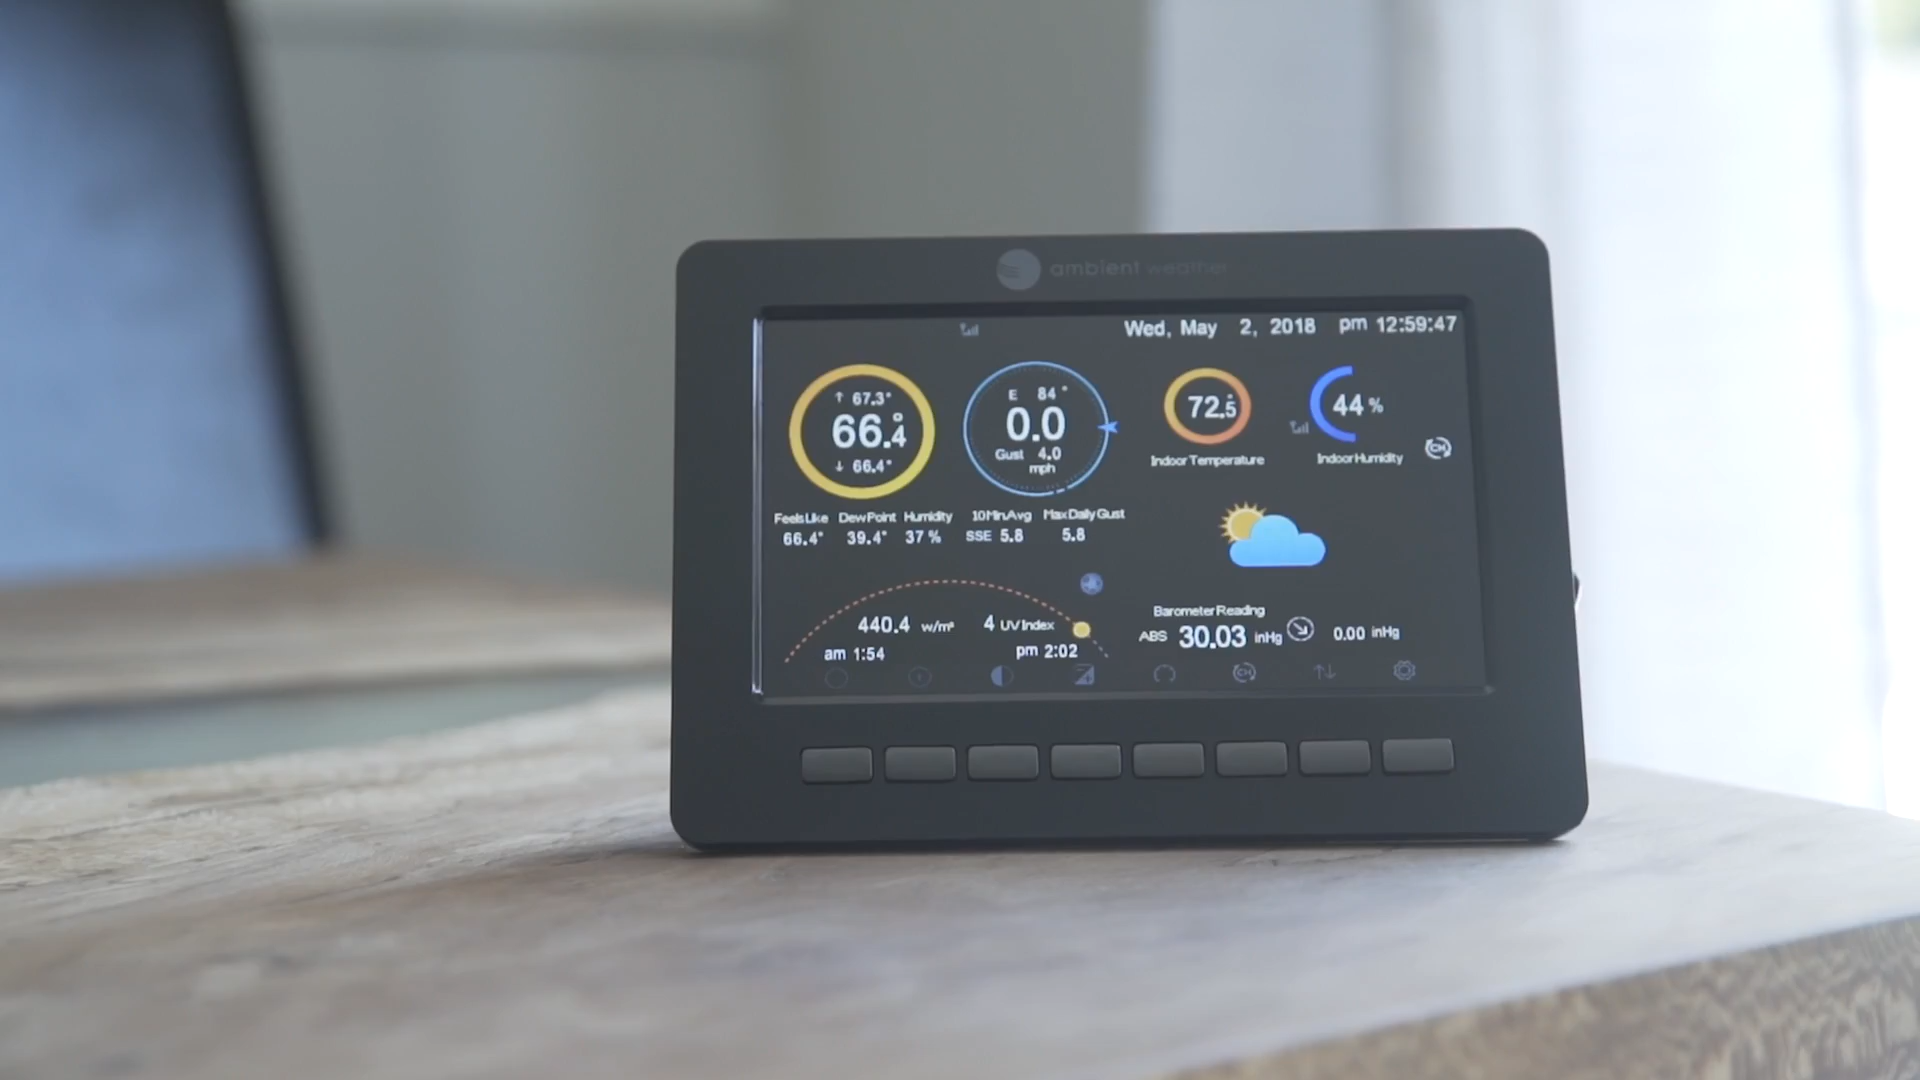 ambient weather
Wed, May 2, 2018 pm 12:59:47
↑ 67.3°
66.4°
↓ 66.4°
E 84°
0.0
Gust 4.0
mph
72.5°
Indoor Temperature
44 %
Indoor Humidity
CH
Feels Like Dew Point Humidity
66.4° 39.4° 37 %
10 Min.Avg Max Daily Gust
SSE 5.8 5.8
440.4 w/m² 4 UV Index
am 1:54 pm 2:02
Barometer Reading
ABS 30.03 inHg 0.00 inHg
CH